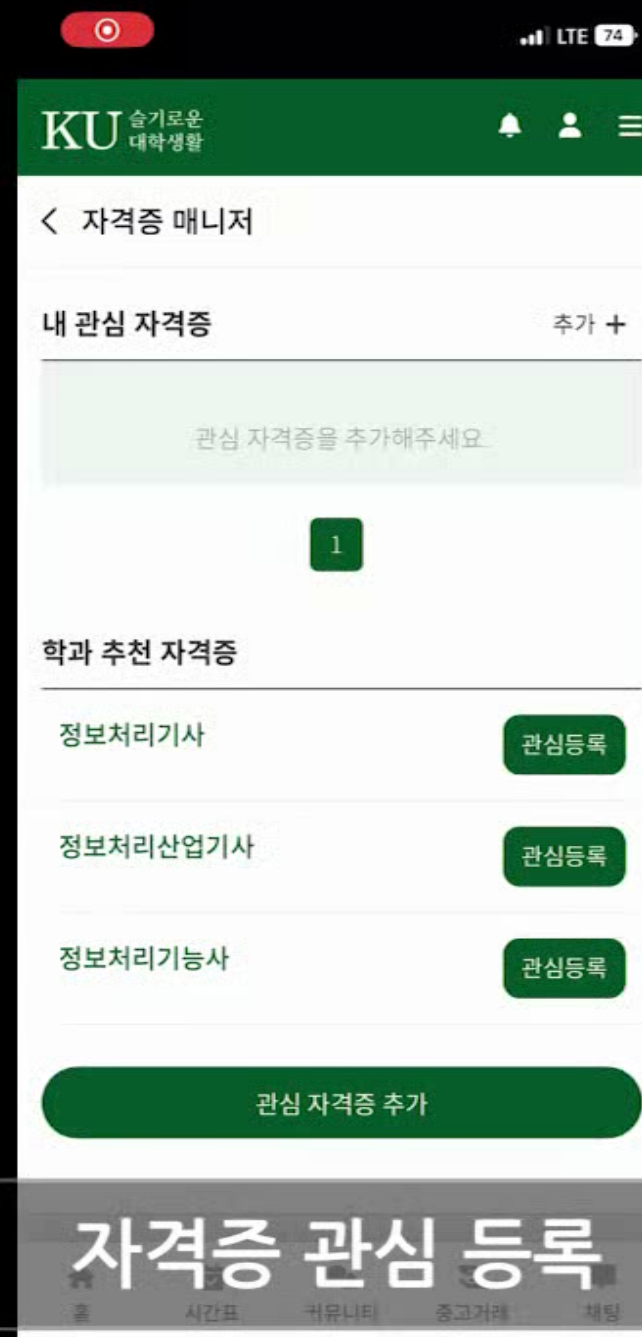 LTE 74
KU 슬기로운
대학생활
자격증 매니저
내 관심 자격증 추가 +
관심 자격증을 추가해주세요.
1
학과 추천 자격증
정보처리기사 관심등록
정보처리산업기사 관심등록
정보처리기능사 관심등록
관심 자격증 추가
자격증 관심 등록
홈 시간표 커뮤니티 중고거래 채팅